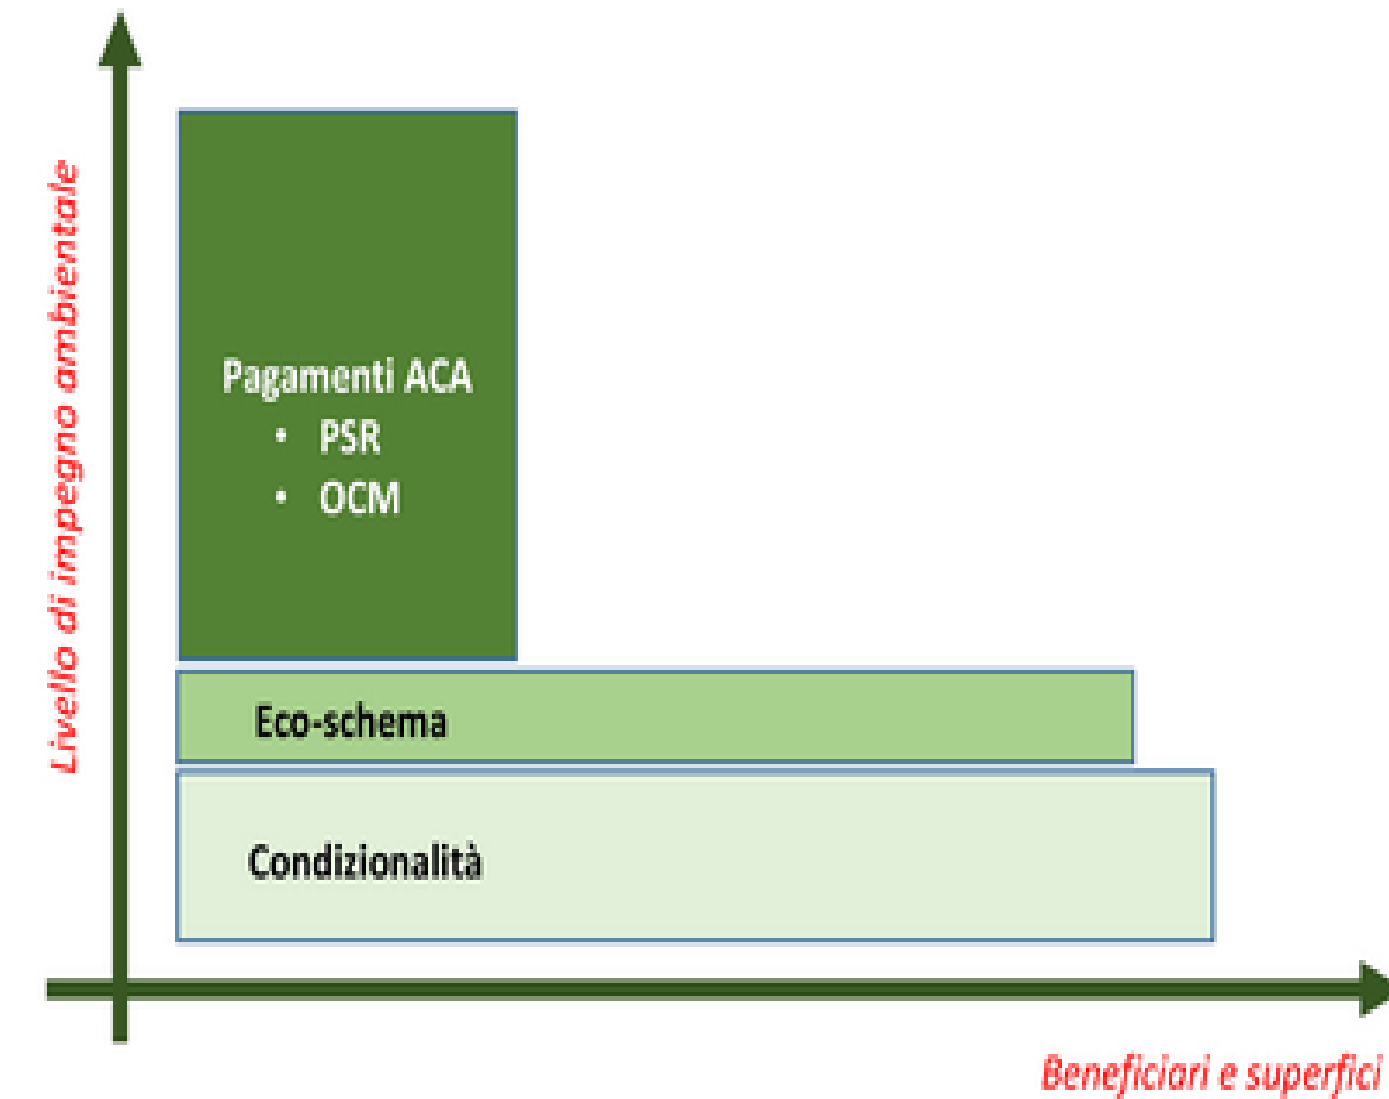 Livello di impegno ambientale
Pagamenti ACA
• PSR
• OCM
Eco-schema
Condizionalità
Beneficiari e superfici